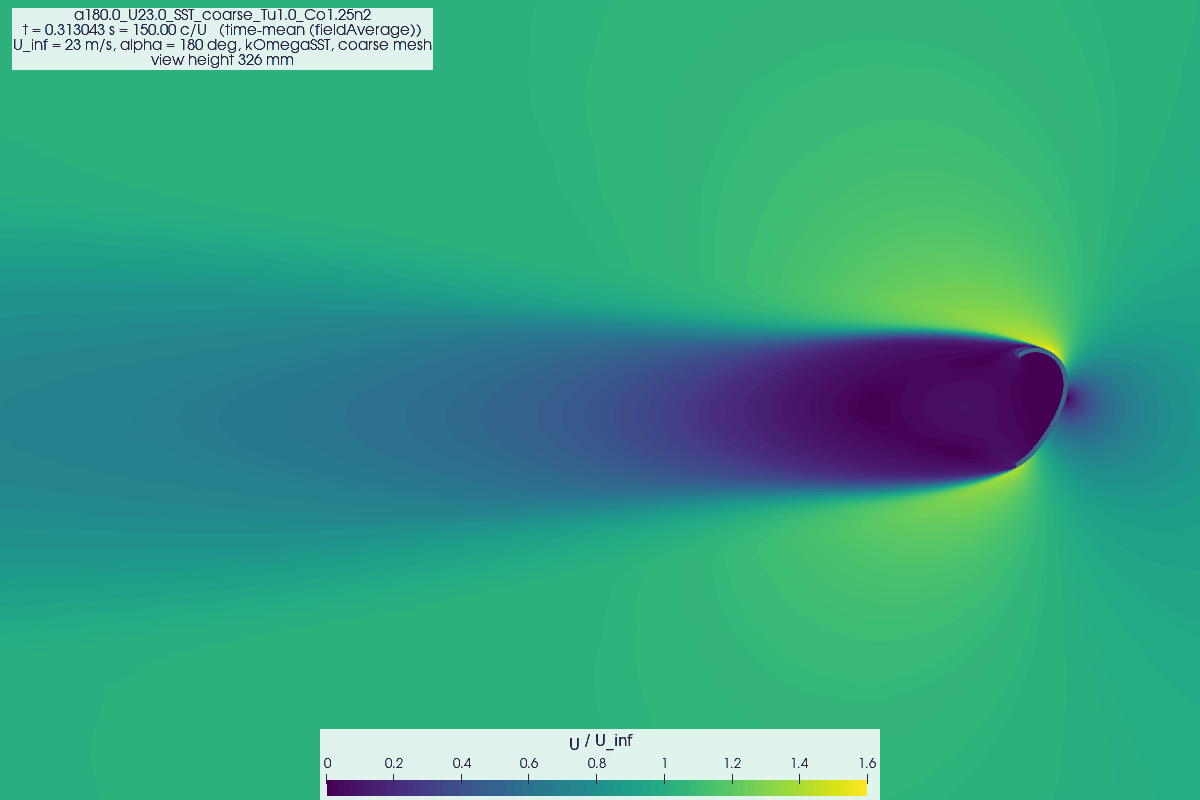 a180.0_U23.0_SST_coarse_Tu1.0_Co1.25n2
t = 0.313043 s = 150.00 c/U (time-mean (fieldAverage))
U_inf = 23 m/s, alpha = 180 deg, kOmegaSST, coarse mesh
view height 326 mm
U / U_inf
0 0.2 0.4 0.6 0.8 1 1.2 1.4 1.6